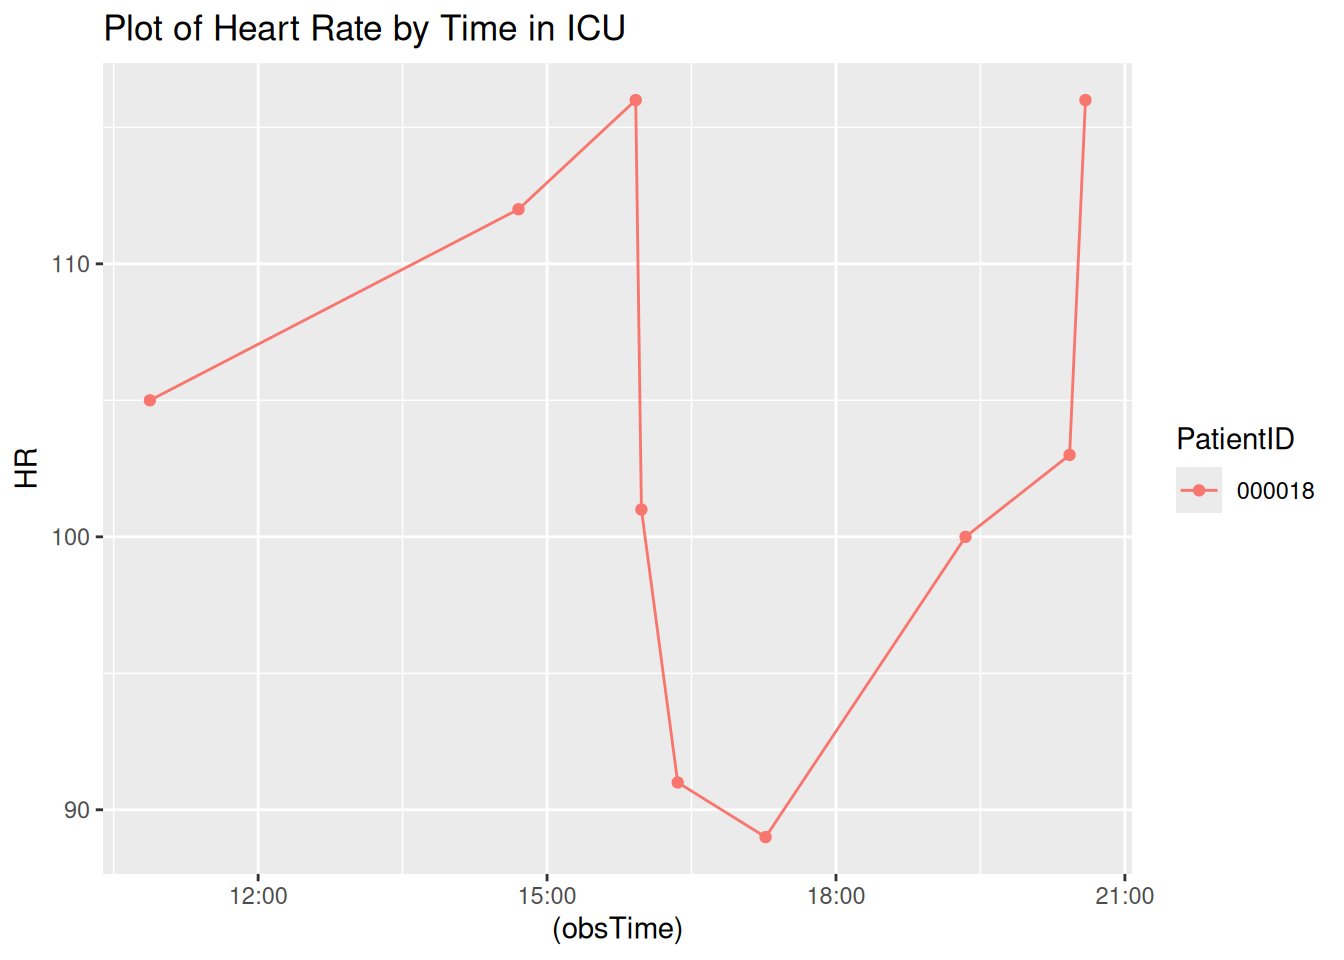 Plot of Heart Rate by Time in ICU
HR
110
100
90
12:00 15:00 18:00 21:00
(obsTime)
PatientID
000018